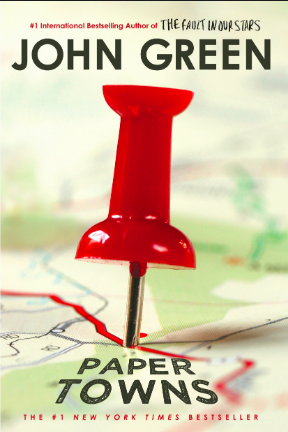 #1 International Bestselling Author of THE FAULT IN OUR STARS
JOHN GREEN
PAPER
TOWNS
THE #1 NEW YORK TIMES BESTSELLER